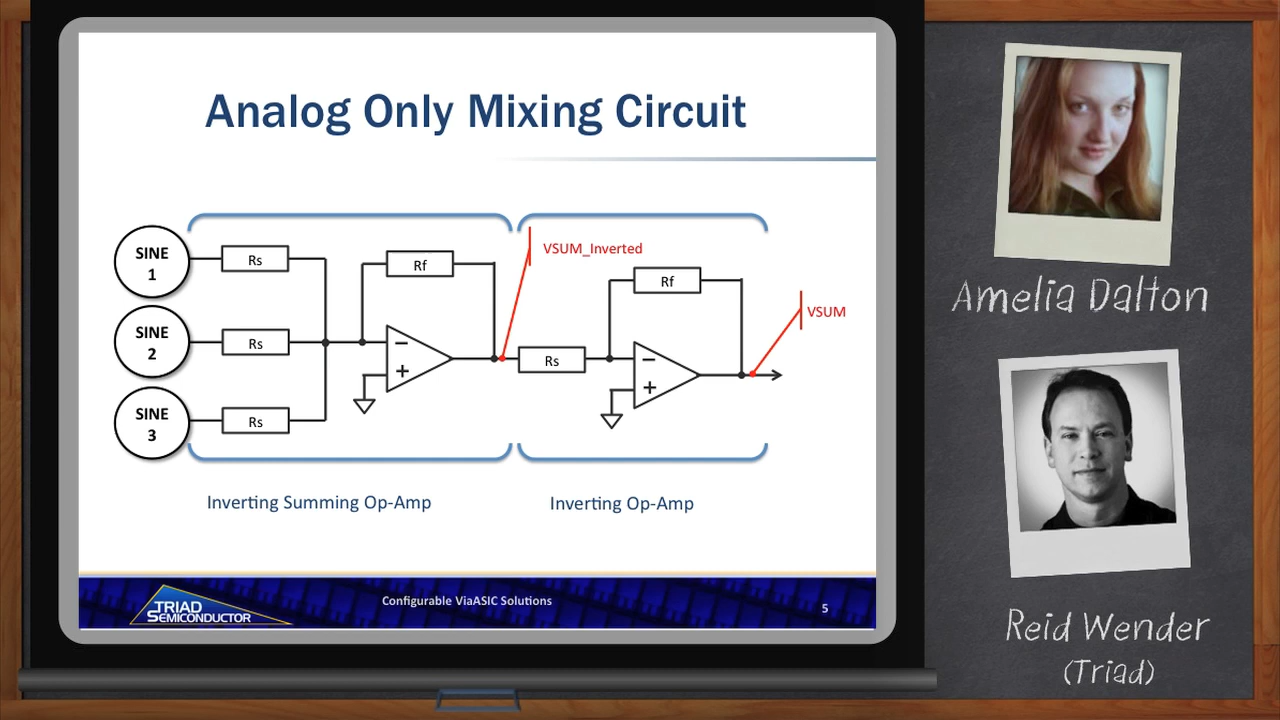 Analog Only Mixing Circuit
SINE
1
Rs
Rf
VSUM_Inverted
Rf
VSUM
SINE
2
Rs
−
+
Rs
−
+
SINE
3
Rs
Inverting Summing Op-Amp
Inverting Op-Amp
TRIAD
SEMICONDUCTOR
Configurable ViaASIC Solutions
5
Amelia Dalton
Reid Wender
(Triad)